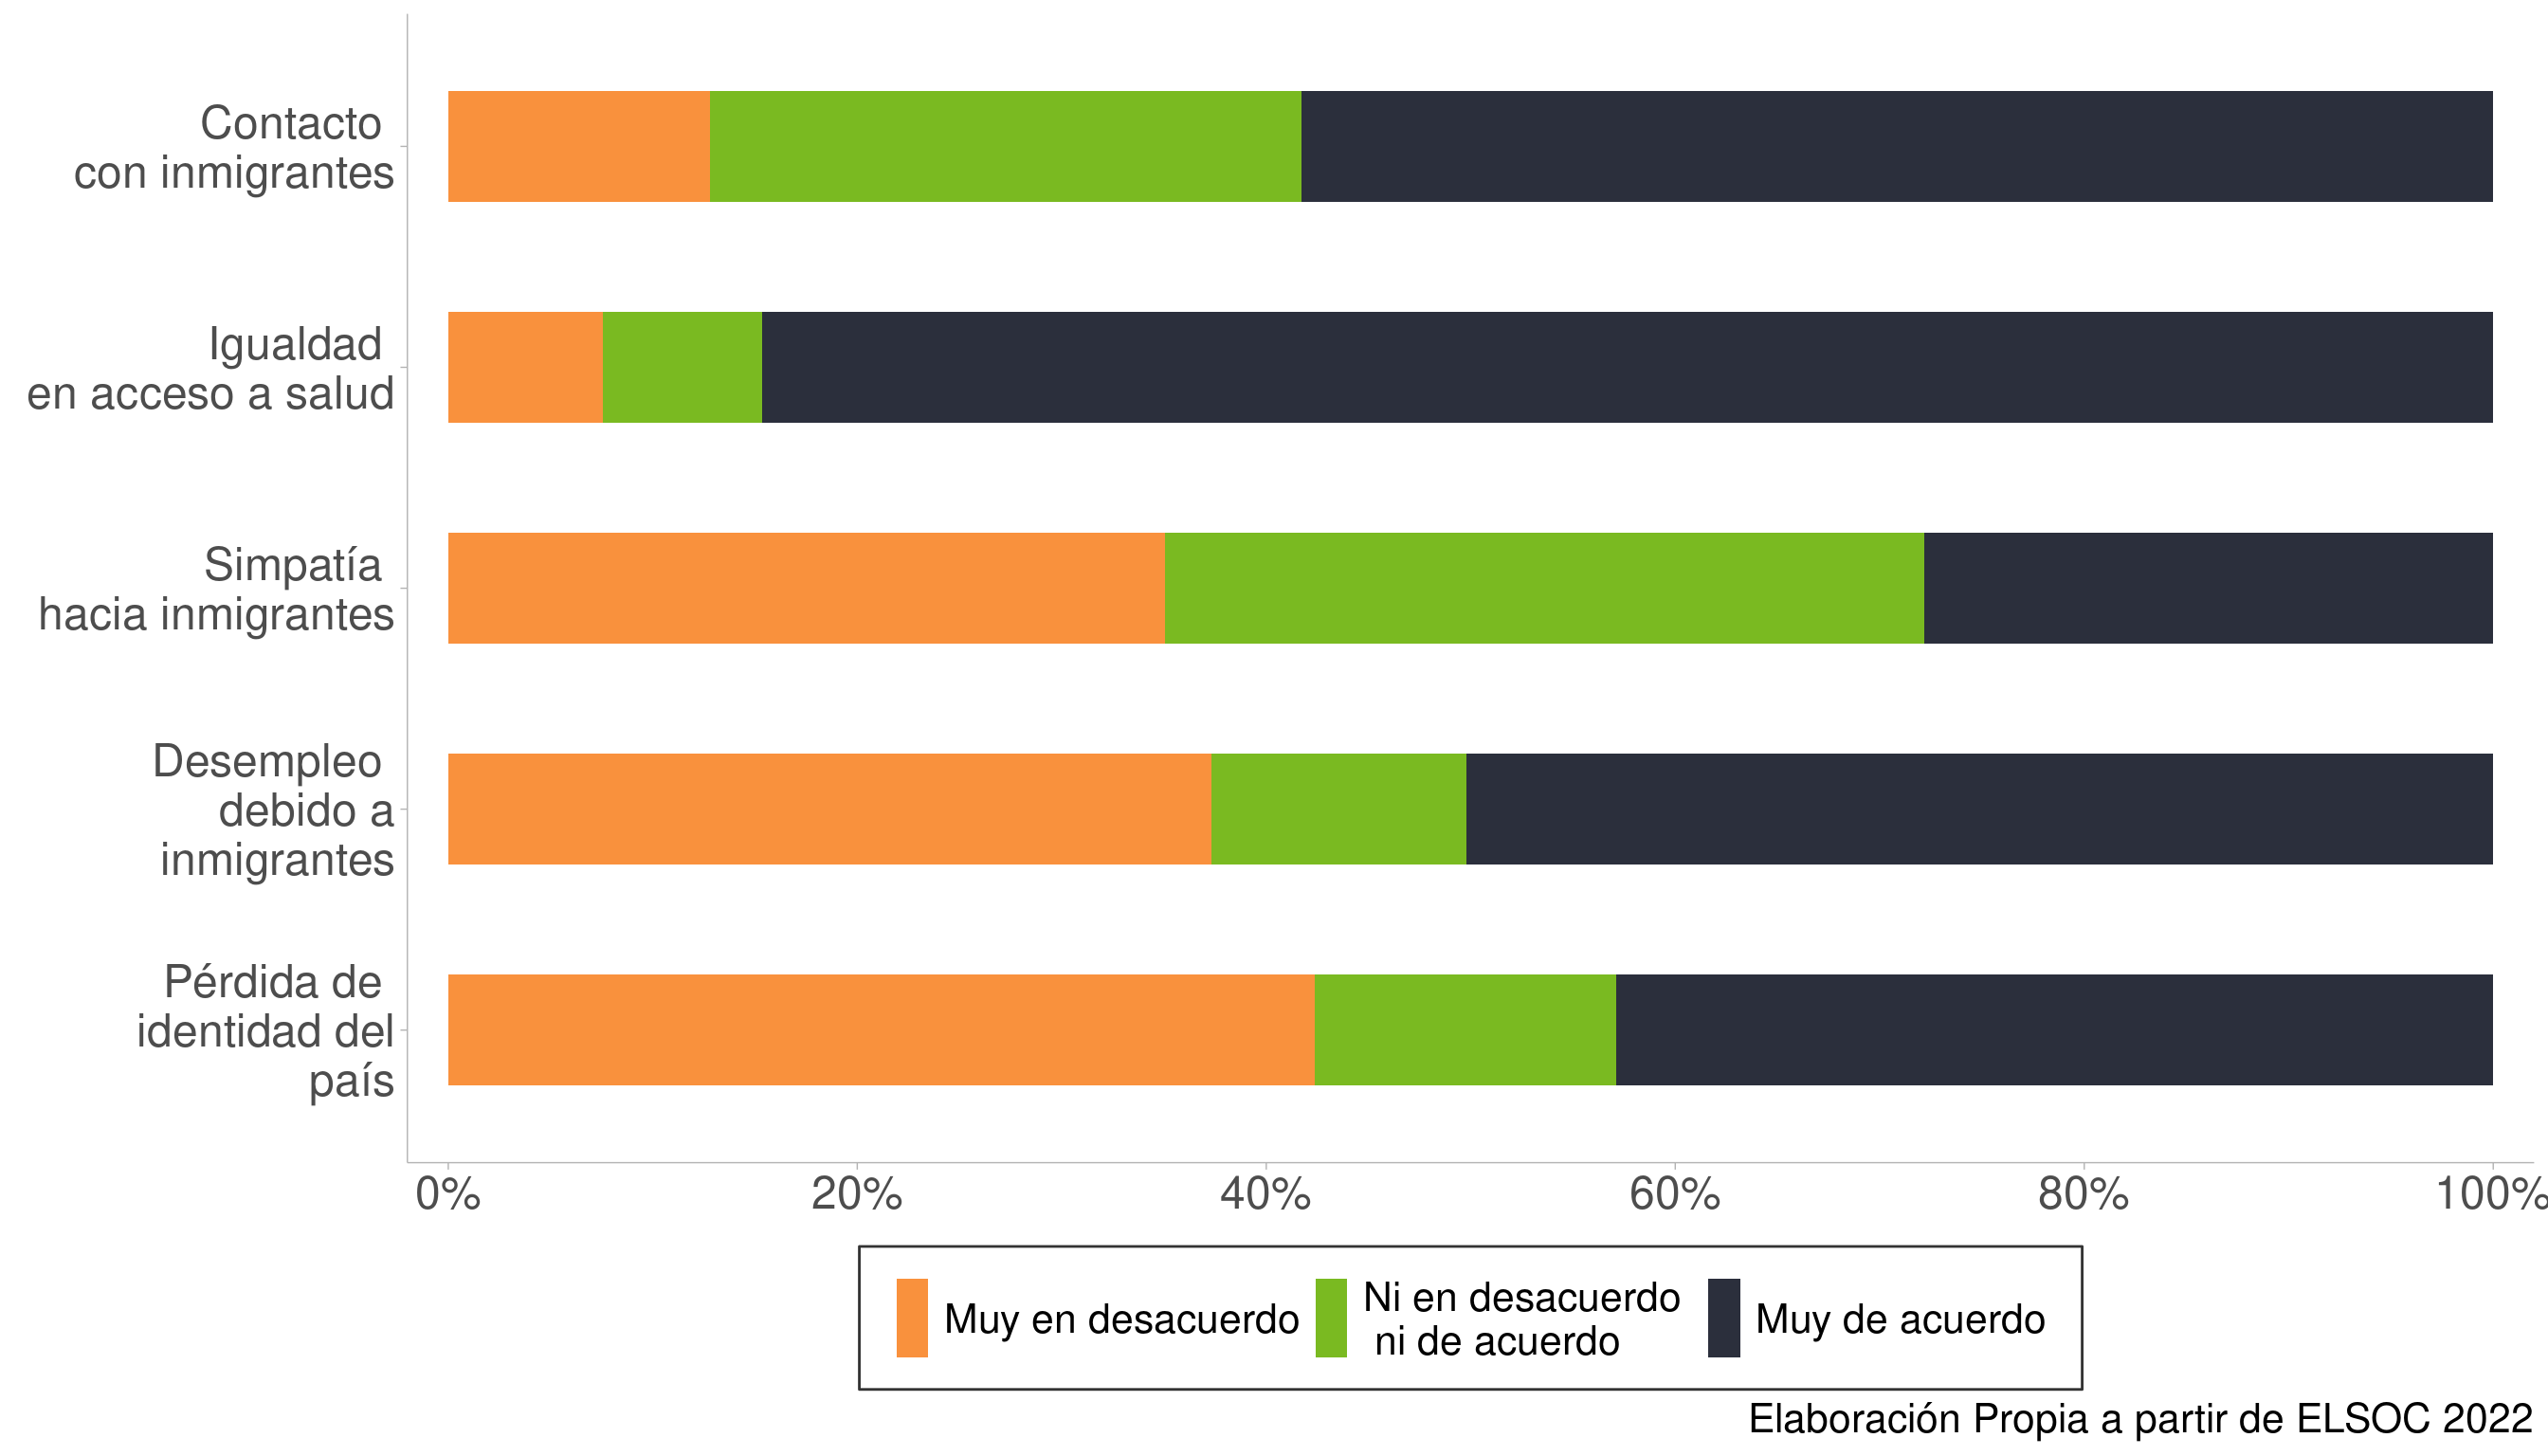 Contacto
con inmigrantes
Igualdad
en acceso a salud
Simpatía
hacia inmigrantes
Desempleo
debido a
inmigrantes
Pérdida de
identidad del
país
0%
20%
40%
60%
80%
100%
Muy en desacuerdo
Ni en desacuerdo
ni de acuerdo
Muy de acuerdo
Elaboración Propia a partir de ELSOC 2022